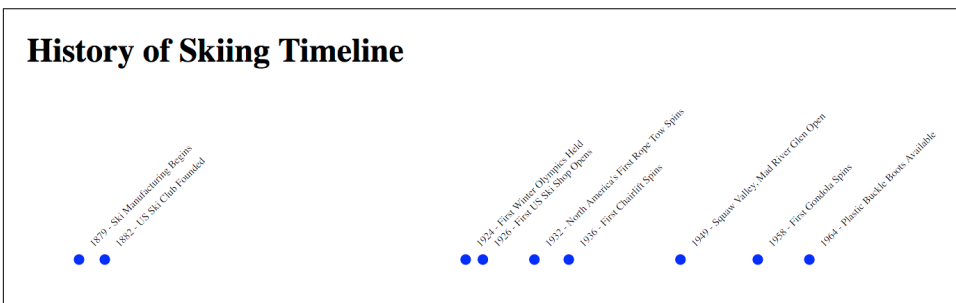 History of Skiing Timeline
1879 - Ski Manufacturing Begins
1882 - US Ski Club Founded
1924 - First Winter Olympics Held
1926 - First US Ski Shop Opens
1932 - North America's First Rope Tow Spins
1936 - First Chairlift Spins
1949 - Squaw Valley, Mad River Glen Open
1958 - First Gondola Spins
1964 - Plastic Buckle Boots Available